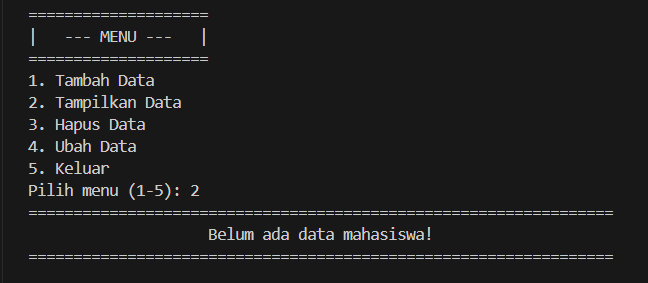 ====================
|   --- MENU ---   |
====================
1. Tambah Data
2. Tampilkan Data
3. Hapus Data
4. Ubah Data
5. Keluar
Pilih menu (1-5): 2
=================================================================
                    Belum ada data mahasiswa!
=================================================================